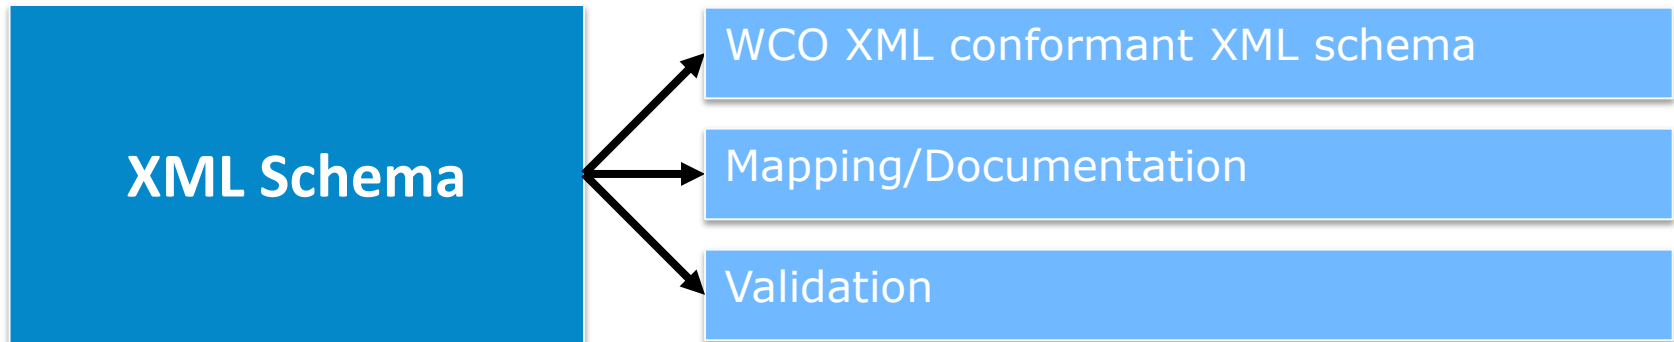 XML Schema
WCO XML conformant XML schema
Mapping/Documentation
Validation